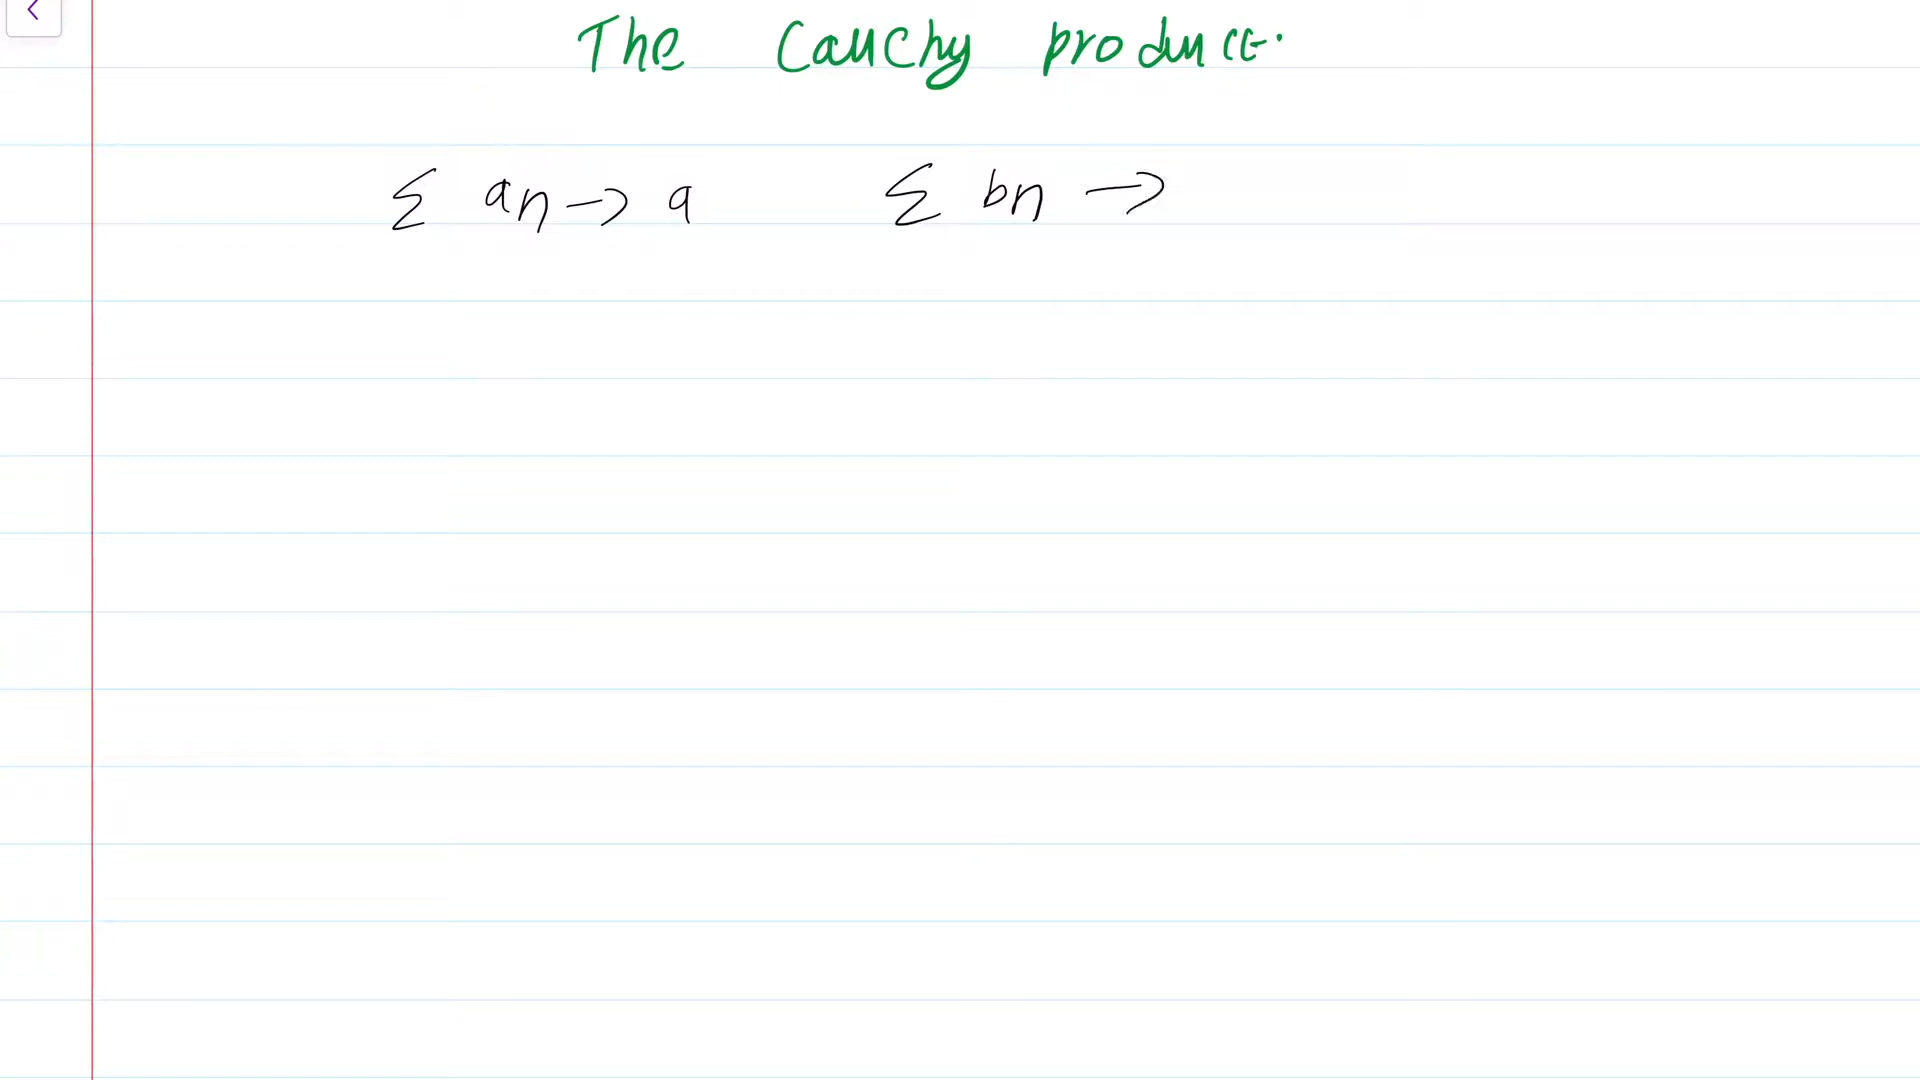 The Cauchy product.
Σ an → a Σ bn →